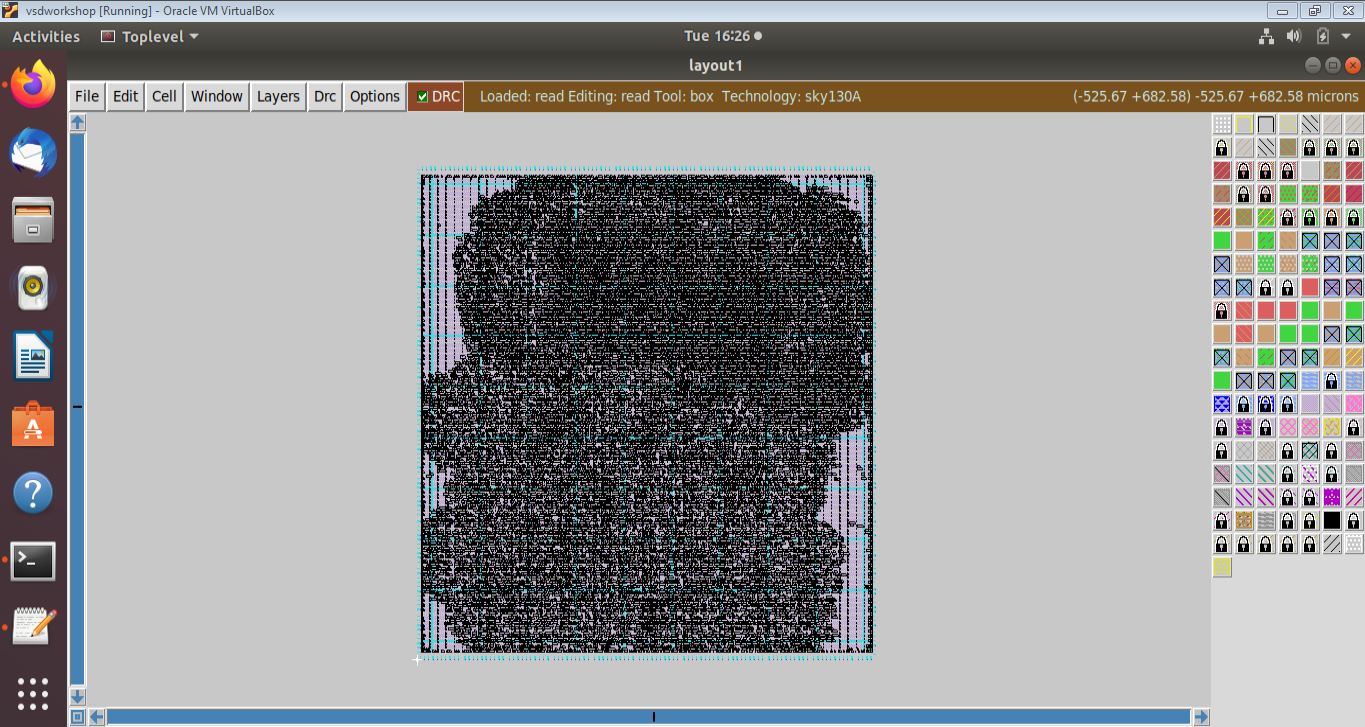 vsdworkshop [Running] - Oracle VM VirtualBox
Activities Toplevel Tue 16:26
layout1
File Edit Cell Window Layers Drc Options DRC Loaded: read Editing: read Tool: box Technology: sky130A (-525.67 +682.58) -525.67 +682.58 microns